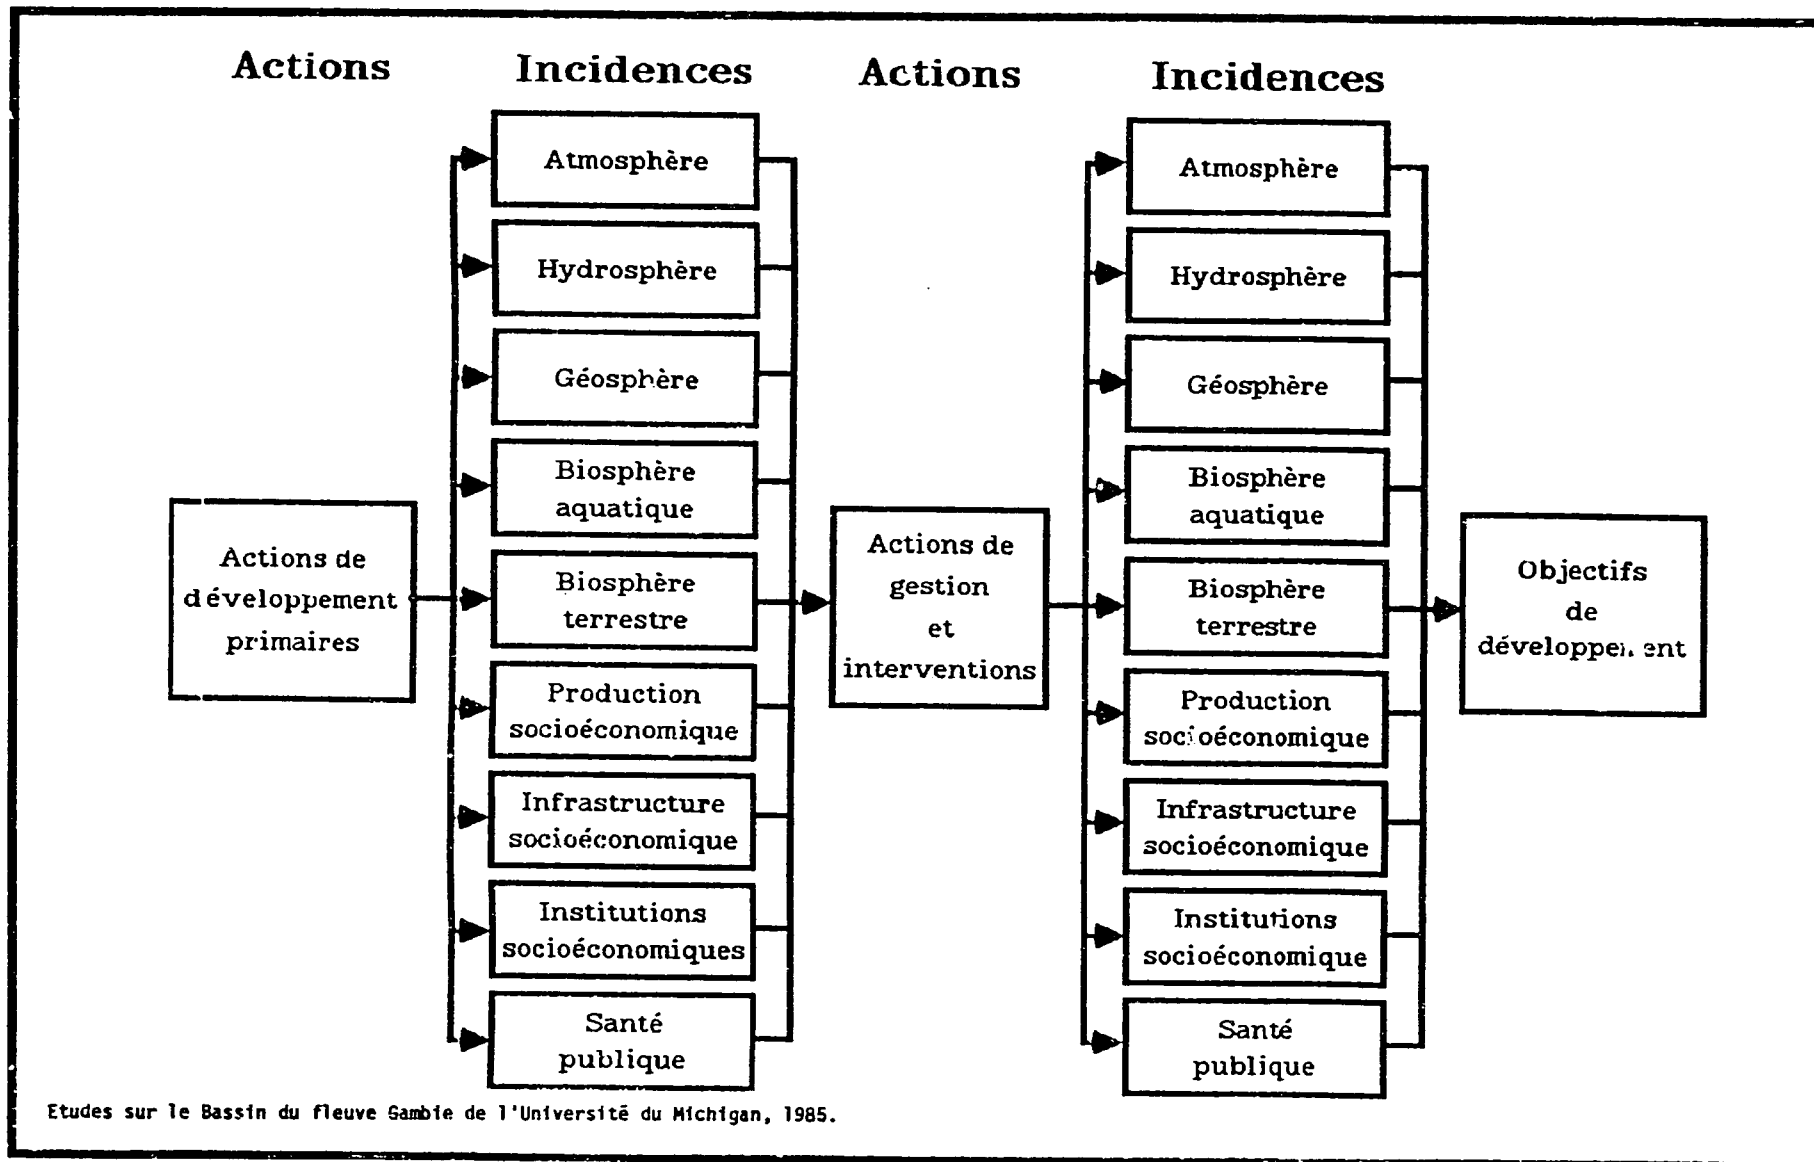 Actions
Incidences
Actions
Incidences
Actions de
développement
primaires
Atmosphère
Hydrosphère
Géosphère
Biosphère
aquatique
Biosphère
terrestre
Production
socioéconomique
Infrastructure
socioéconomique
Institutions
socioéconomiques
Santé
publique
Actions de
gestion
et
interventions
Atmosphère
Hydrosphère
Géosphère
Biosphère
aquatique
Biosphère
terrestre
Production
socioéconomique
Infrastructure
socioéconomique
Institutions
socioéconomique
Santé
publique
Objectifs
de
développement
Etudes sur le Bassin du fleuve Gambie de l'Université du Michigan, 1985.